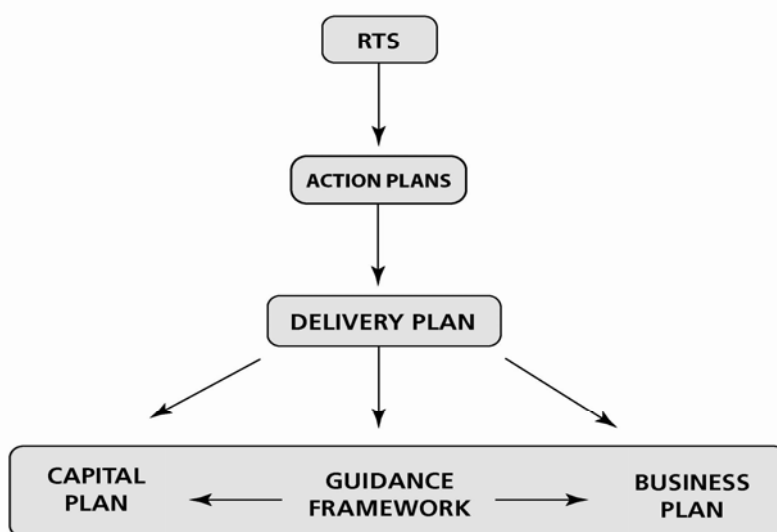 RTS
ACTION PLANS
DELIVERY PLAN
CAPITAL
PLAN
GUIDANCE
FRAMEWORK
BUSINESS
PLAN